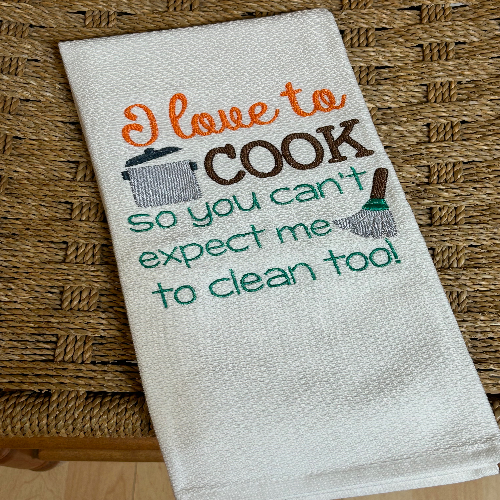 I love to
COOK
so you can't
expect me
to clean too!